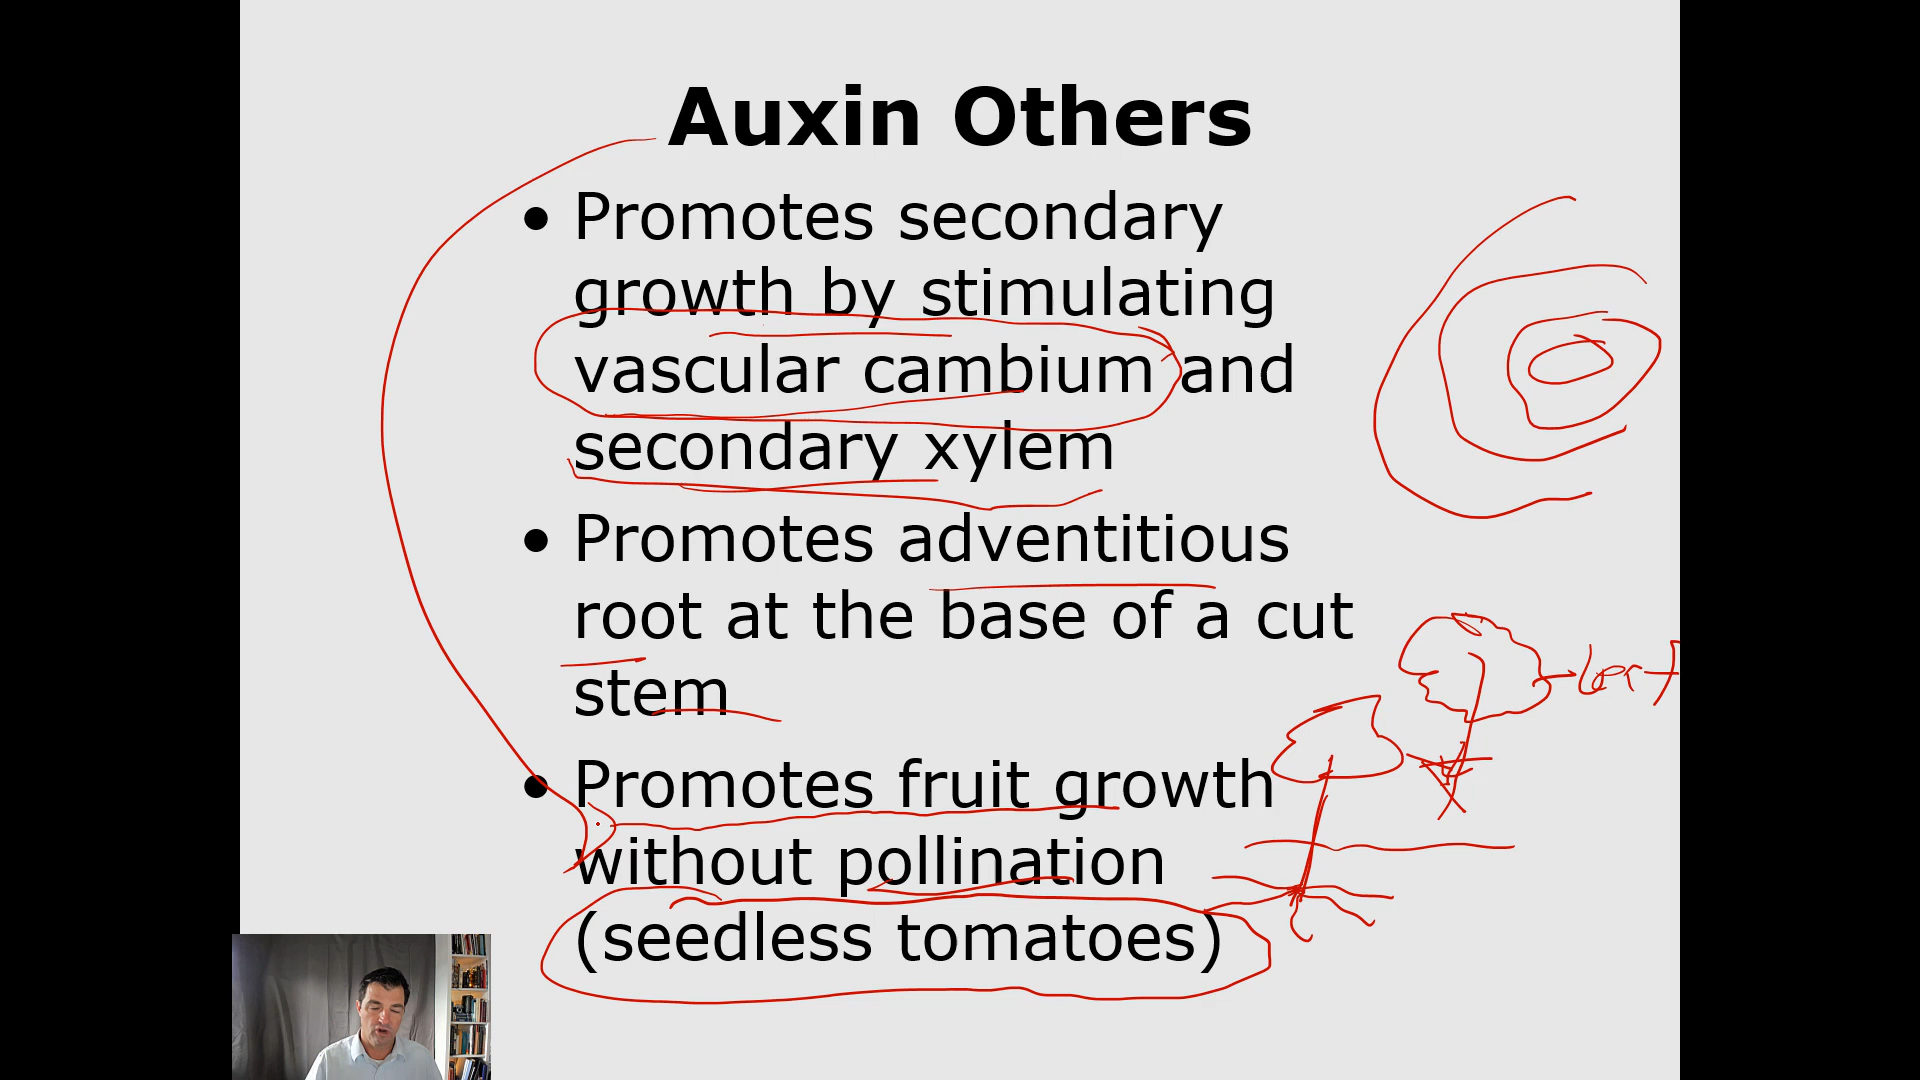 Auxin Others
• Promotes secondary
growth by stimulating
vascular cambium and
secondary xylem
• Promotes adventitious
root at the base of a cut
stem
• Promotes fruit growth
without pollination
(seedless tomatoes)